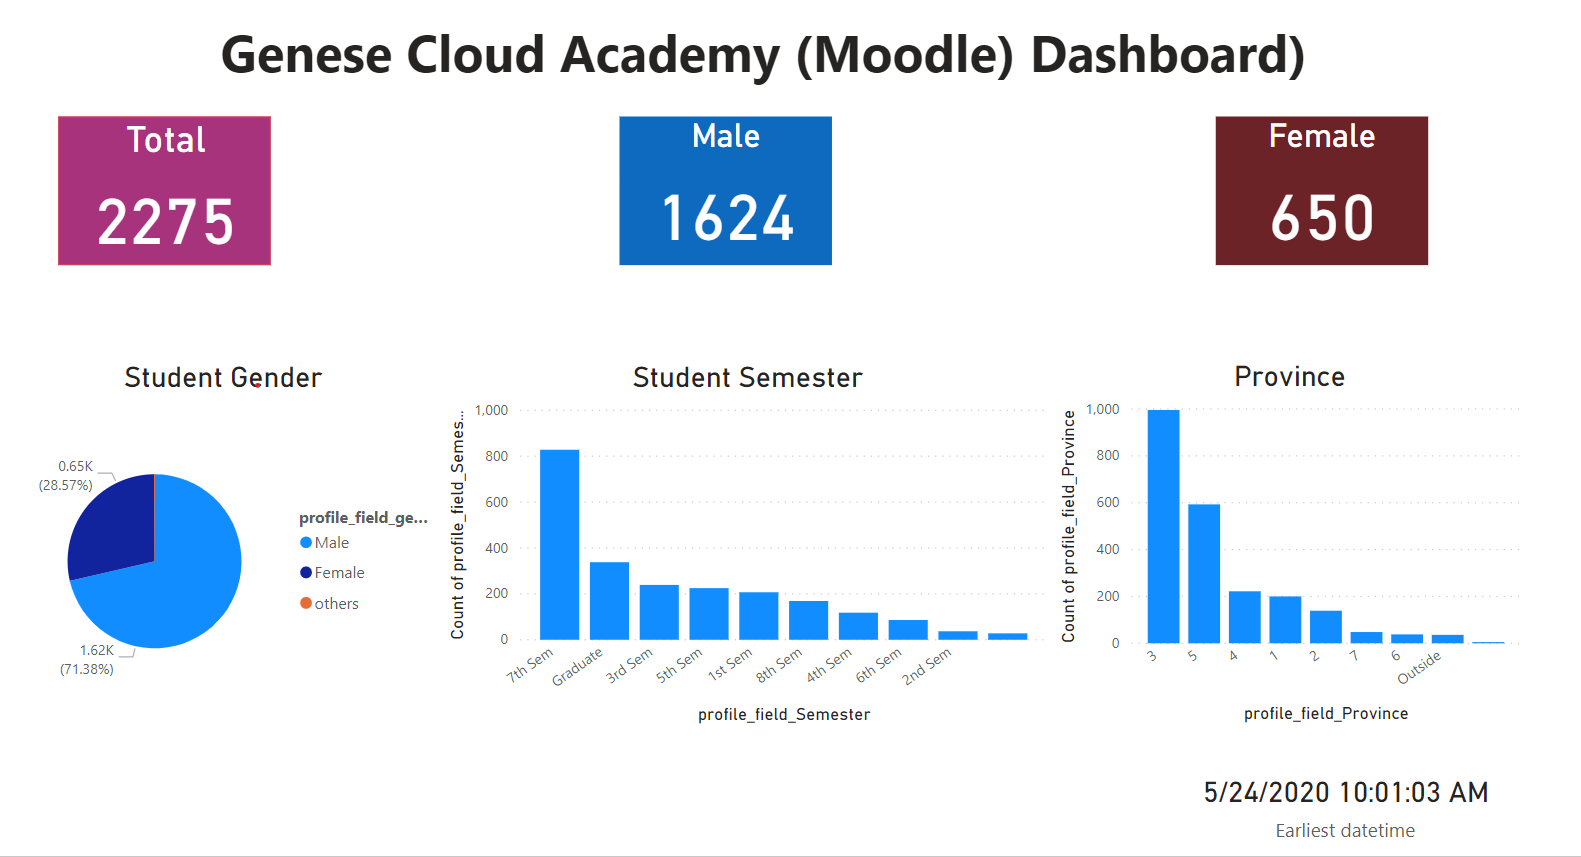 Genese Cloud Academy (Moodle) Dashboard)
Total
2275
Male
1624
Female
650
Student Gender
0.65K
(28.57%)
1.62K
(71.38%)
profile_field_ge...
Male
Female
others
Student Semester
Count of profile_field_Semes...
1,000
800
600
400
200
0
7th Sem
Graduate
3rd Sem
5th Sem
1st Sem
8th Sem
4th Sem
6th Sem
2nd Sem
profile_field_Semester
Province
Count of profile_field_Province
1,000
800
600
400
200
0
3
5
4
1
2
7
6
Outside
profile_field_Province
5/24/2020 10:01:03 AM
Earliest datetime